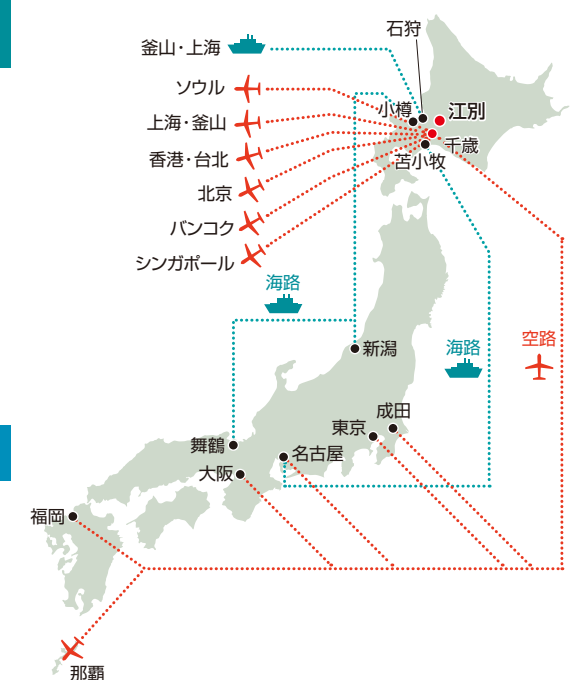 石狩
釜山・上海
ソウル
小樽
江別
上海・釜山
千歳
香港・台北
苫小牧
北京
バンコク
シンガポール
海路
空路
新潟
海路
成田
東京
舞鶴
名古屋
大阪
福岡
那覇